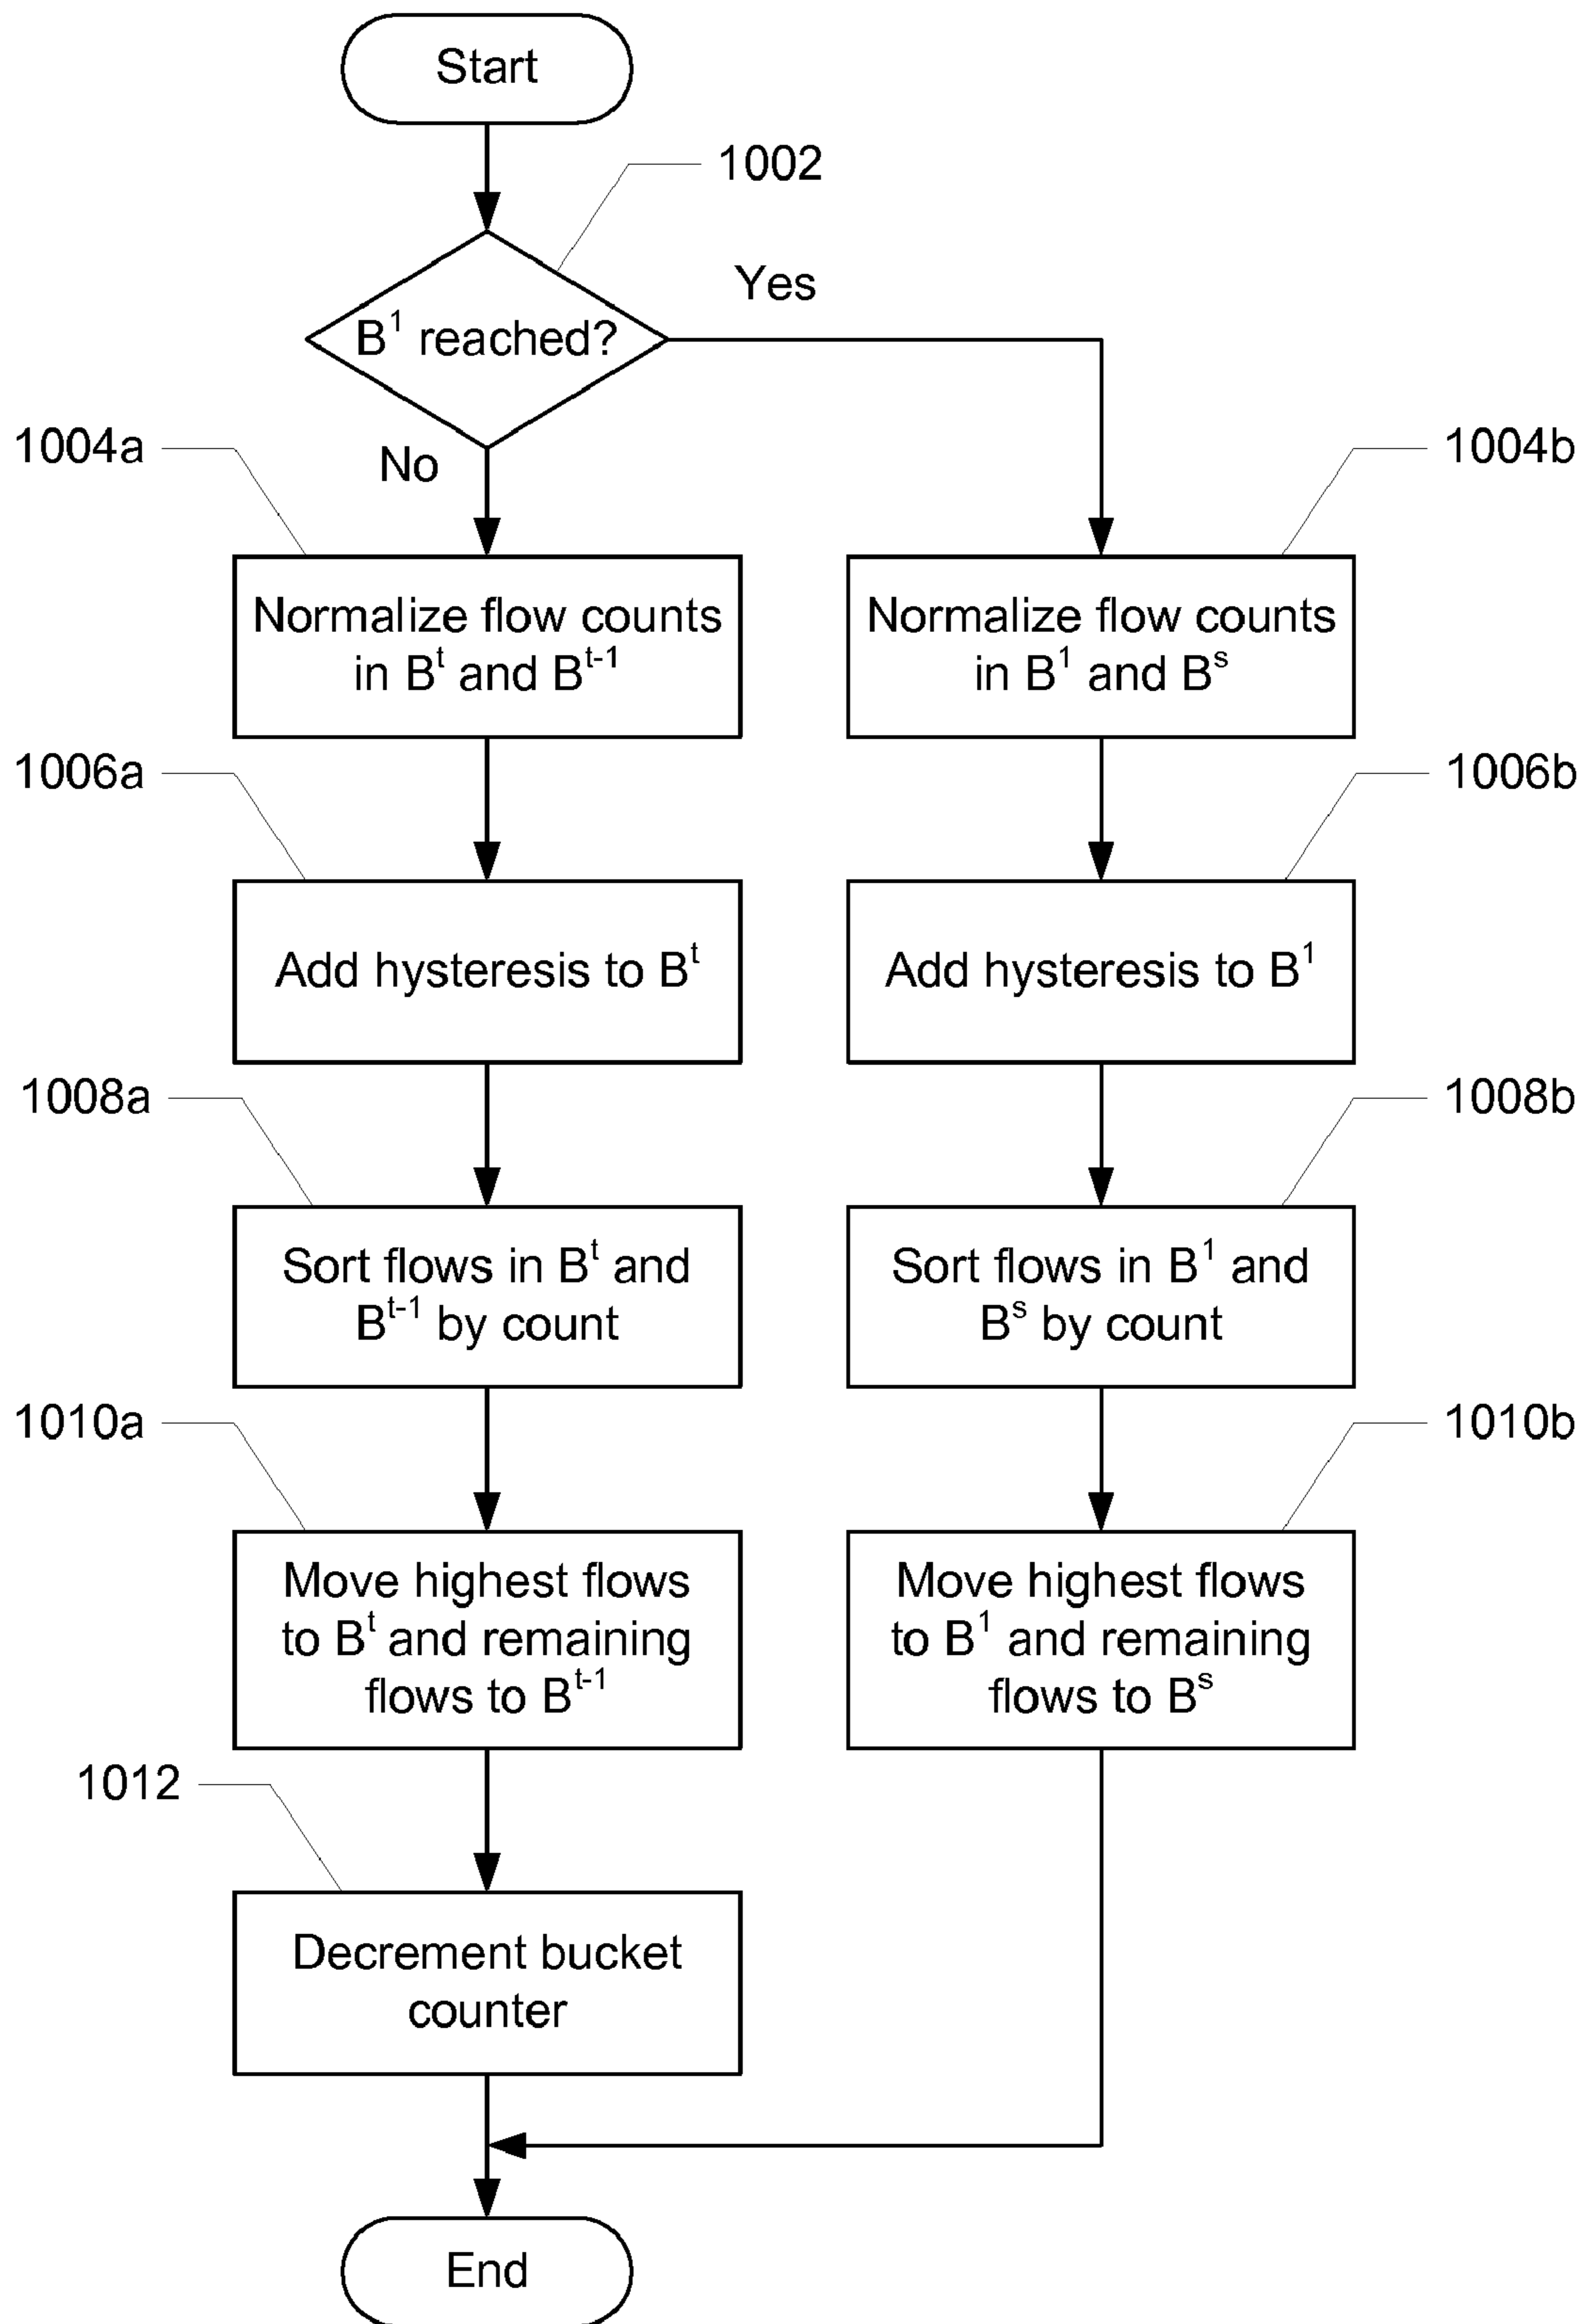 Start
1002
B¹ reached?
Yes
No
1004a
1004b
Normalize flow counts
in Bᵗ and Bᵗ⁻¹
Normalize flow counts
in B¹ and Bˢ
1006a
1006b
Add hysteresis to Bᵗ
Add hysteresis to B¹
1008a
1008b
Sort flows in Bᵗ and
Bᵗ⁻¹ by count
Sort flows in B¹ and
Bˢ by count
1010a
1010b
Move highest flows
to Bᵗ and remaining
flows to Bᵗ⁻¹
Move highest flows
to B¹ and remaining
flows to Bˢ
1012
Decrement bucket
counter
End